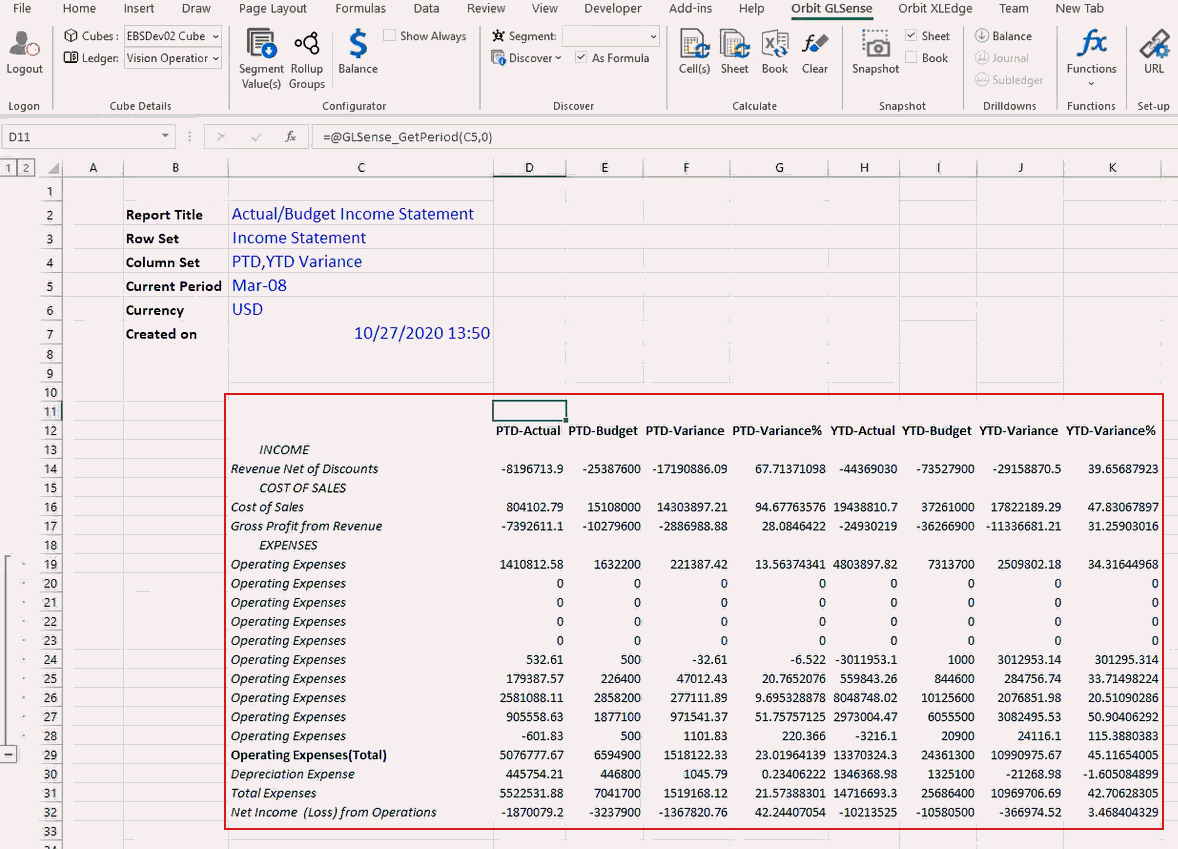 File Home Insert Draw Page Layout Formulas Data Review View Developer Add-ins Help Orbit GLSense Orbit XLEdge Team New Tab
Logout
Logon
Cubes : EBSDev02 Cube
Ledger: Vision Operation
Cube Details
Segment Value(s)
Rollup Groups
Balance
Show Always
Configurator
Segment:
Discover
As Formula
Discover
Cell(s) Sheet Book Clear
Calculate
Snapshot
Sheet
Book
Snapshot
Balance
Journal
Subledger
Drilldowns
Functions
Functions
URL
Set-up
D11 fx =@GLSense_GetPeriod(C5,0)
1 2 A B C D E F G H I J K
1
2 Report Title Actual/Budget Income Statement
3 Row Set Income Statement
4 Column Set PTD,YTD Variance
5 Current Period Mar-08
6 Currency USD
7 Created on 10/27/2020 13:50
8
9
10
11
12 PTD-Actual PTD-Budget PTD-Variance PTD-Variance% YTD-Actual YTD-Budget YTD-Variance YTD-Variance%
13 INCOME
14 Revenue Net of Discounts -8196713.9 -25387600 -17190886.09 67.71371098 -44369030 -73527900 -29158870.5 39.65687923
15 COST OF SALES
16 Cost of Sales 804102.79 15108000 14303897.21 94.67763576 19438810.7 37261000 17822189.29 47.83067897
17 Gross Profit from Revenue -7392611.1 -10279600 -2886988.88 28.0846422 -24930219 -36266900 -11336681.21 31.25903016
18 EXPENSES
19 Operating Expenses 1410812.58 1632200 221387.42 13.56374341 4803897.82 7313700 2509802.18 34.31644968
20 Operating Expenses 0 0 0 0 0 0 0 0
21 Operating Expenses 0 0 0 0 0 0 0 0
22 Operating Expenses 0 0 0 0 0 0 0 0
23 Operating Expenses 0 0 0 0 0 0 0 0
24 Operating Expenses 532.61 500 -32.61 -6.522 -3011953.1 1000 3012953.14 301295.314
25 Operating Expenses 179387.57 226400 47012.43 20.7652076 559843.26 844600 284756.74 33.71498224
26 Operating Expenses 2581088.11 2858200 277111.89 9.695328878 8048748.02 10125600 2076851.98 20.51090286
27 Operating Expenses 905558.63 1877100 971541.37 51.75757125 2973004.47 6055500 3082495.53 50.90406292
28 Operating Expenses -601.83 500 1101.83 220.366 -3216.1 20900 24116.1 115.3880383
29 Operating Expenses(Total) 5076777.67 6594900 1518122.33 23.01964139 13370324.3 24361300 10990975.67 45.11654005
30 Depreciation Expense 445754.21 446800 1045.79 0.23406222 1346368.98 1325100 -21268.98 -1.605084899
31 Total Expenses 5522531.88 7041700 1519168.12 21.57388301 14716693.3 25686400 10969706.69 42.70628305
32 Net Income (Loss) from Operations -1870079.2 -3237900 -1367820.76 42.24407054 -10213525 -10580500 -366974.52 3.468404329
33